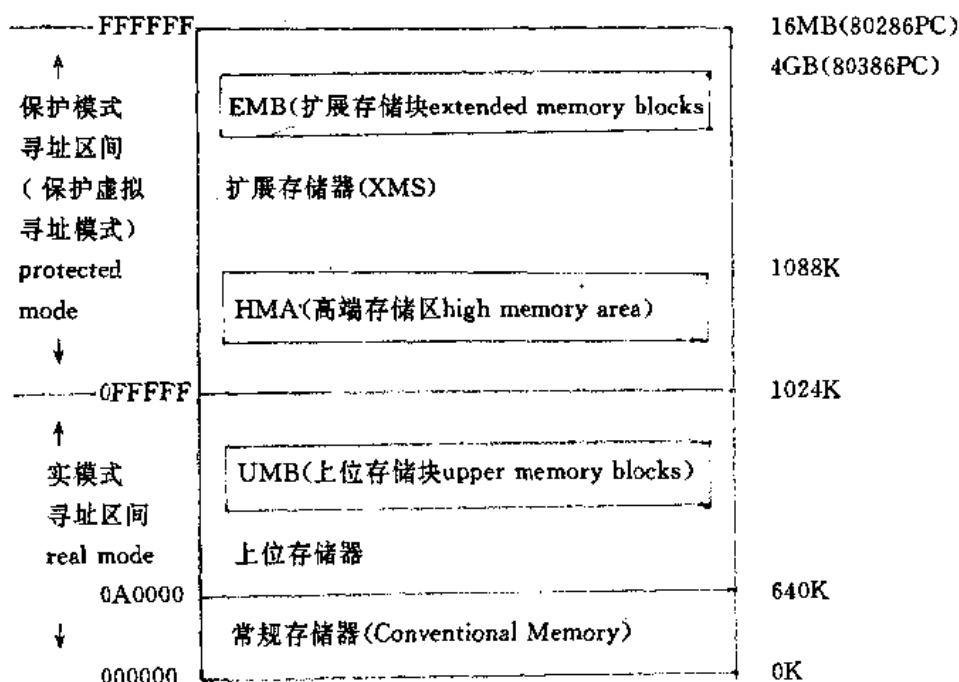 FFFFFF 16MB(80286PC)
4GB(80386PC)
保护模式 EMB(扩展存储块extended memory blocks
寻址区间
(保护虚拟 扩展存储器(XMS)
寻址模式)
protected 1088K
mode HMA(高端存储区high memory area)
0FFFFF 1024K
实模式 UMB(上位存储块upper memory blocks)
寻址区间
real mode 上位存储器
0A0000 640K
常规存储器(Conventional Memory)
000000 0K